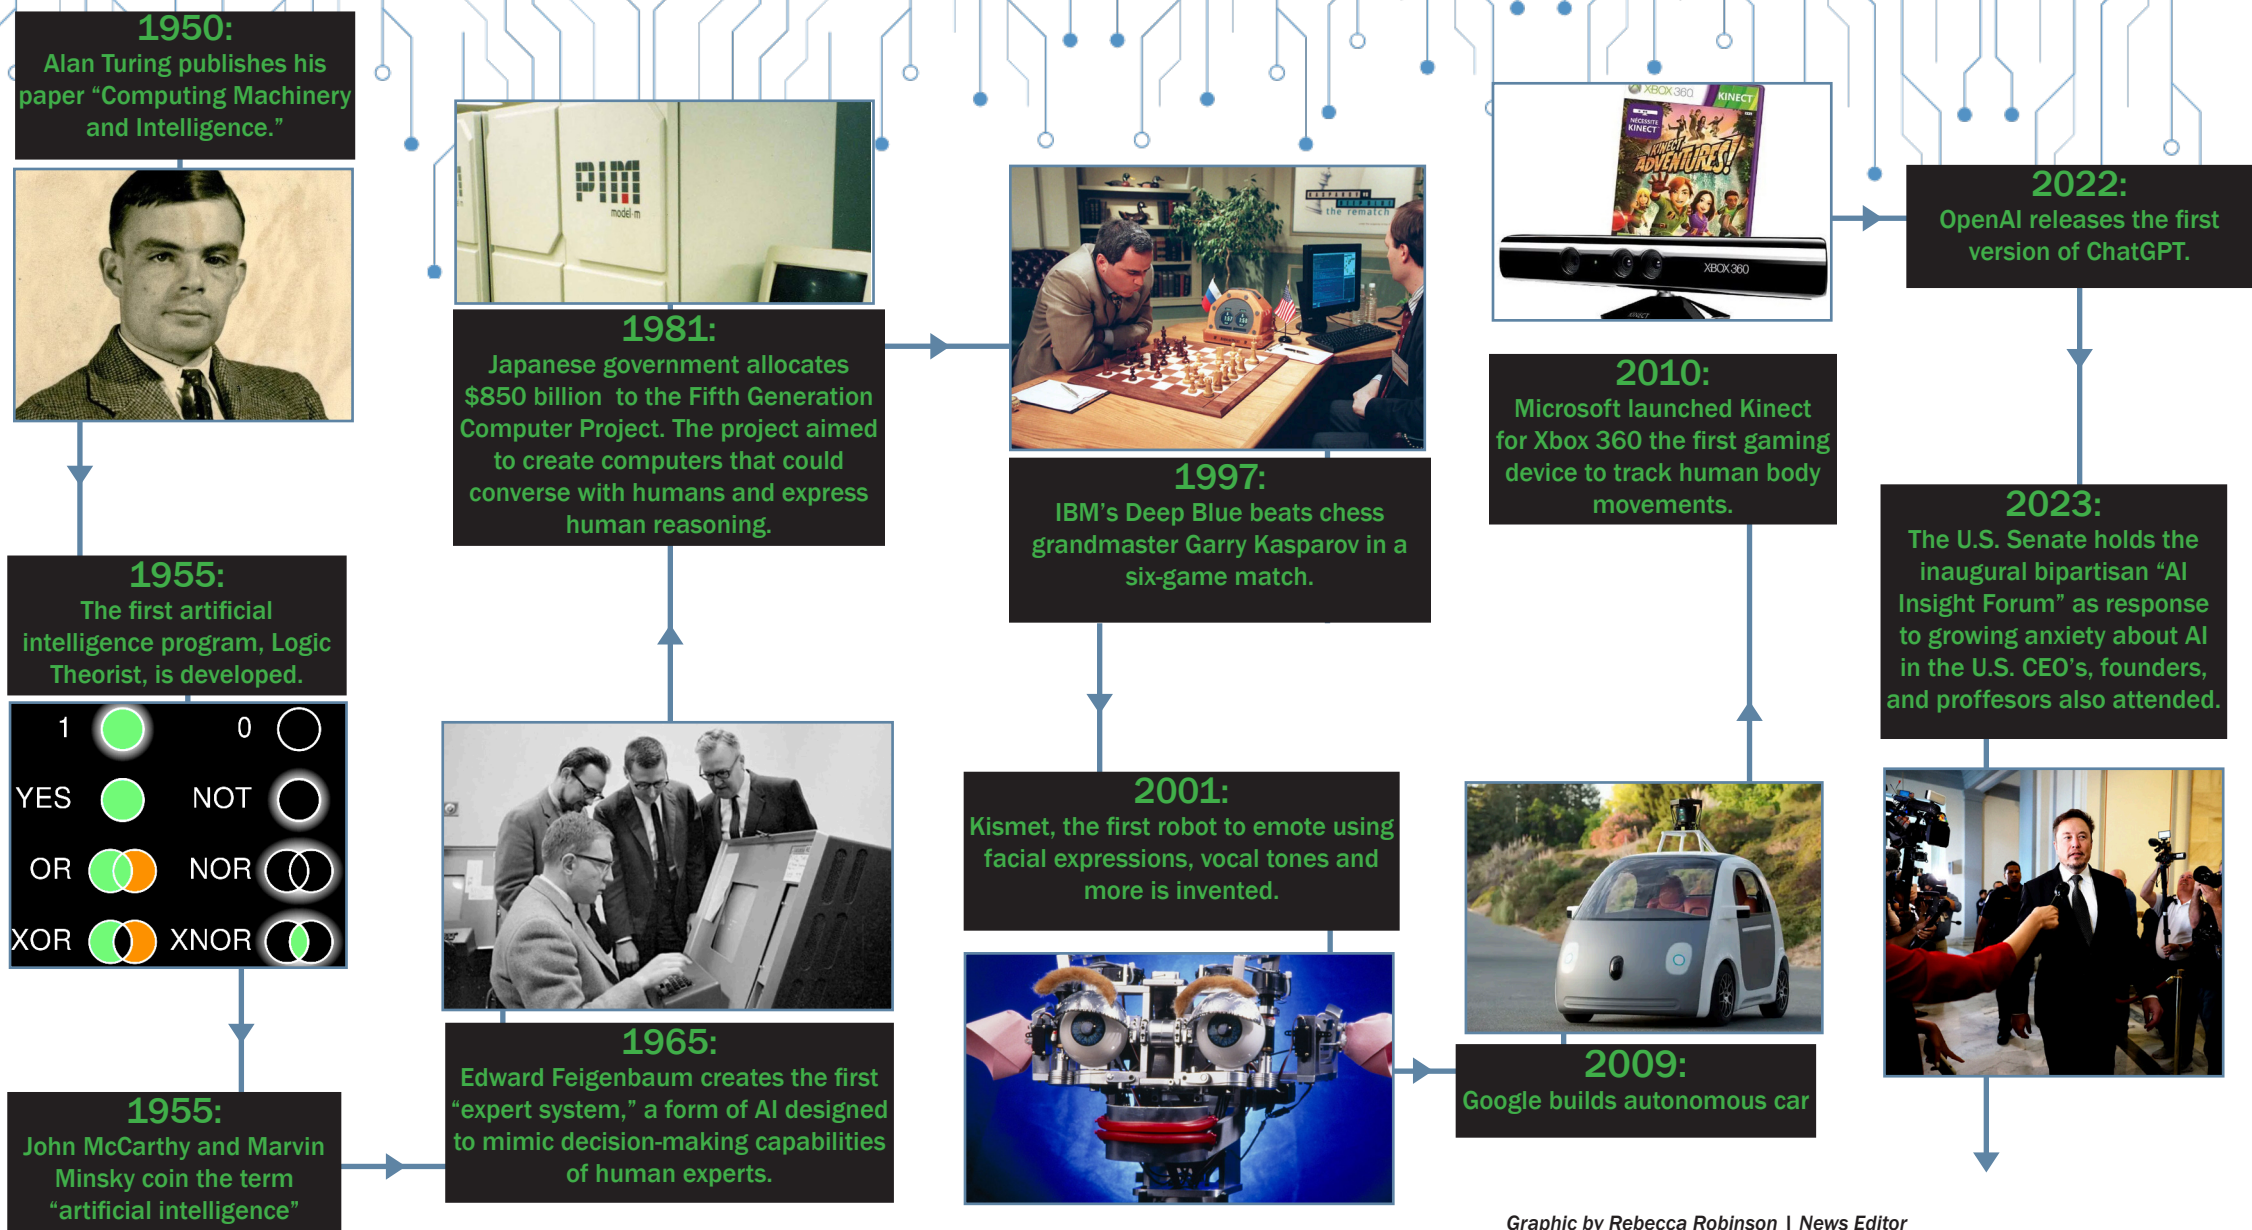 1950:
Alan Turing publishes his
paper “Computing Machinery
and Intelligence.”
1955:
The first artificial
intelligence program, Logic
Theorist, is developed.
1 0
YES NOT
OR NOR
XOR XNOR
1955:
John McCarthy and Marvin
Minsky coin the term
“artificial intelligence”
1965:
Edward Feigenbaum creates the first
“expert system,” a form of AI designed
to mimic decision-making capabilities
of human experts.
PIM
model-m
1981:
Japanese government allocates
$850 billion to the Fifth Generation
Computer Project. The project aimed
to create computers that could
converse with humans and express
human reasoning.
KASPAROV VS
DEEP BLUE
the rematch
1997:
IBM’s Deep Blue beats chess
grandmaster Garry Kasparov in a
six-game match.
2001:
Kismet, the first robot to emote using
facial expressions, vocal tones and
more is invented.
2009:
Google builds autonomous car
XBOX 360 KINECT
NÉCESSITE
KINECT
KINECT
ADVENTURES!
XBOX 360
KINECT
2010:
Microsoft launched Kinect
for Xbox 360 the first gaming
device to track human body
movements.
2022:
OpenAI releases the first
version of ChatGPT.
2023:
The U.S. Senate holds the
inaugural bipartisan “AI
Insight Forum” as response
to growing anxiety about AI
in the U.S. CEO’s, founders,
and proffesors also attended.
Graphic by Rebecca Robinson | News Editor